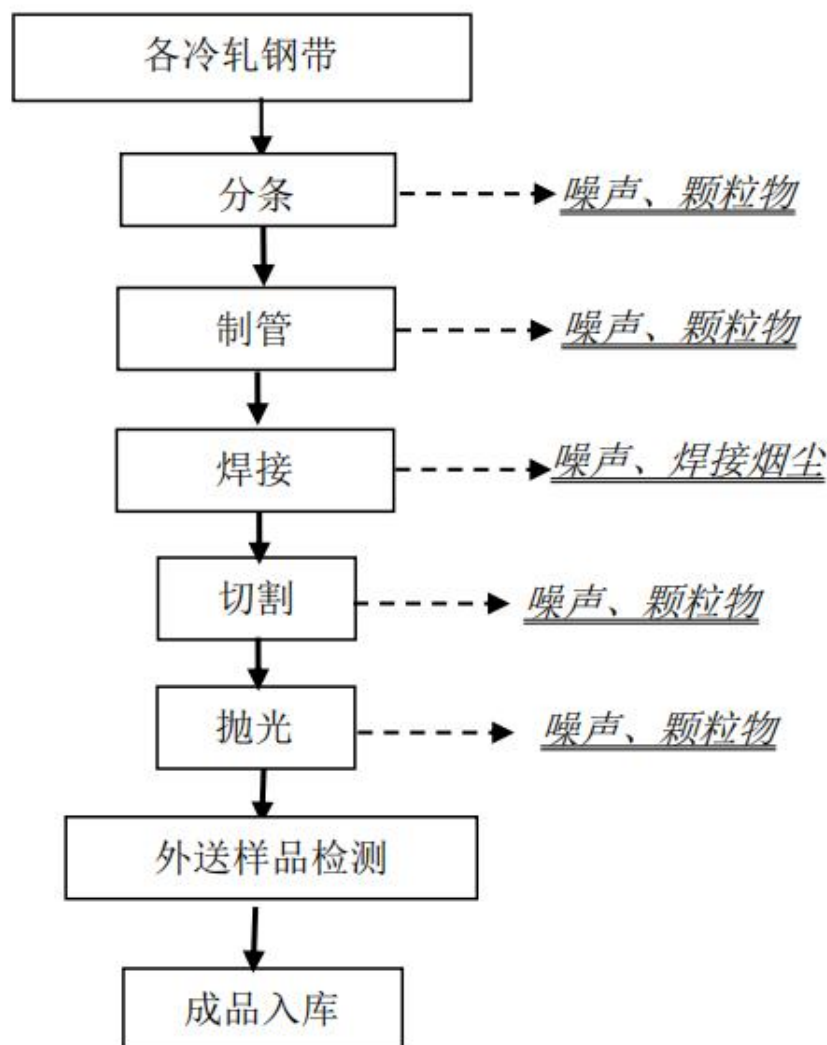 各冷轧钢带
分条
噪声、颗粒物
制管
噪声、颗粒物
焊接
噪声、焊接烟尘
切割
噪声、颗粒物
抛光
噪声、颗粒物
外送样品检测
成品入库